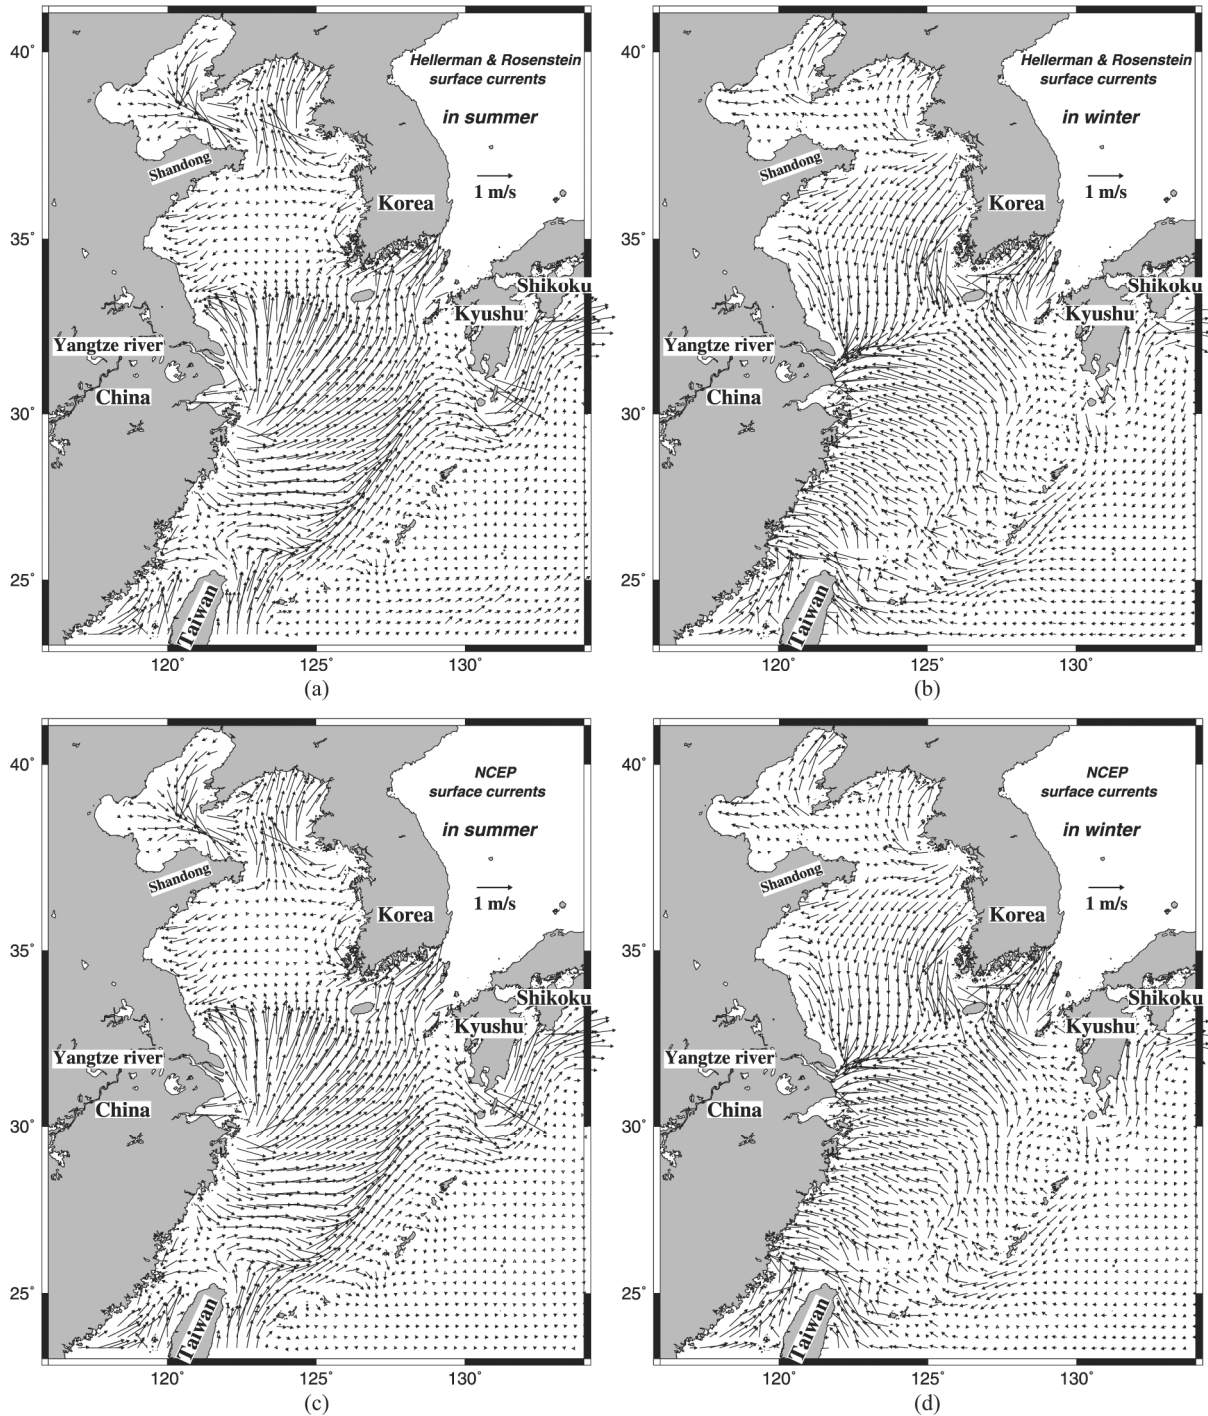 Hellerman & Rosenstein
surface currents
in summer
40°
Shandong
1 m/s
Korea
35°
Shikoku
Kyushu
Yangtze river
China
30°
25°
Taiwan
120°
125°
130°
(a)
Hellerman & Rosenstein
surface currents
in winter
40°
Shandong
1 m/s
Korea
35°
Shikoku
Kyushu
Yangtze river
China
30°
25°
Taiwan
120°
125°
130°
(b)
NCEP
surface currents
in summer
40°
Shandong
1 m/s
Korea
35°
Shikoku
Kyushu
Yangtze river
China
30°
25°
Taiwan
120°
125°
130°
(c)
NCEP
surface currents
in winter
40°
Shandong
1 m/s
Korea
35°
Shikoku
Kyushu
Yangtze river
China
30°
25°
Taiwan
120°
125°
130°
(d)